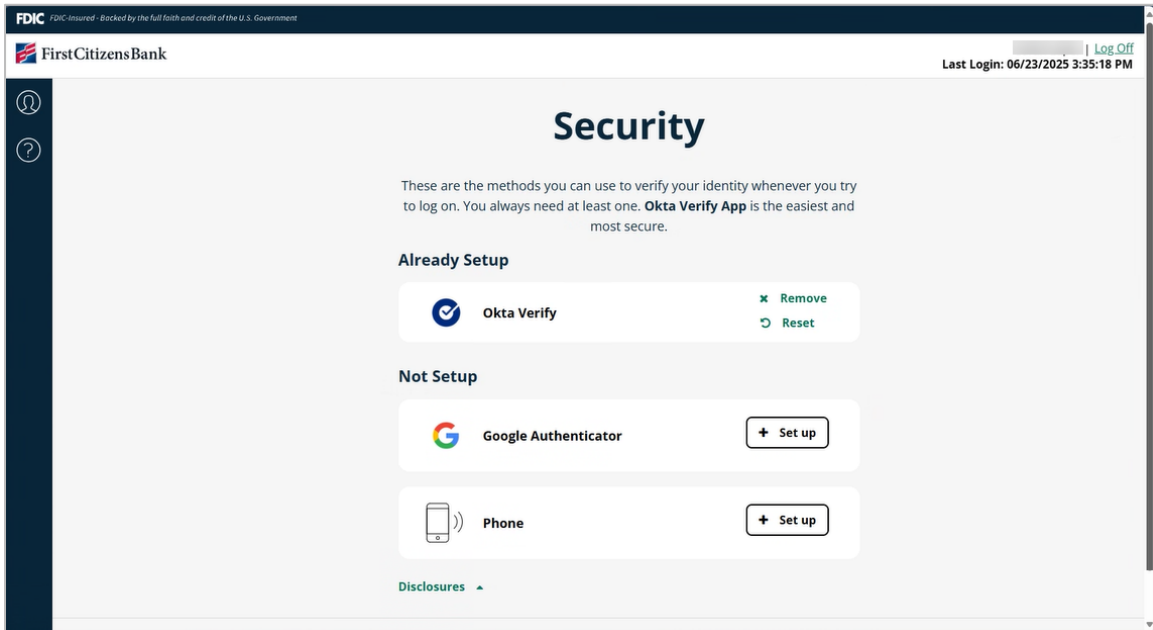 FDIC FDIC-Insured - Backed by the full faith and credit of the U.S. Government
First Citizens Bank
| Log Off
Last Login: 06/23/2025 3:35:18 PM
?
Security
These are the methods you can use to verify your identity whenever you try
to log on. You always need at least one. Okta Verify App is the easiest and
most secure.
Already Setup
Okta Verify
Remove
Reset
Not Setup
Google Authenticator
+ Set up
Phone
+ Set up
Disclosures